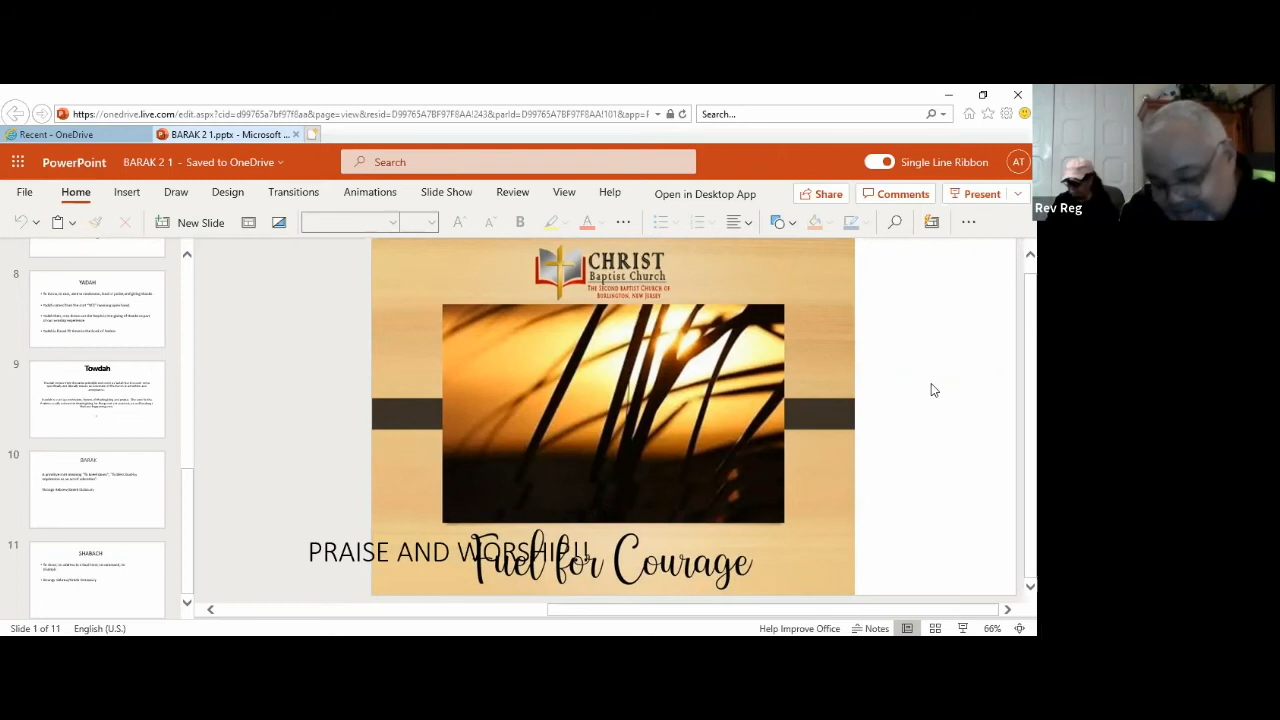 https://onedrive.live.com/edit.aspx?cid=d99765a7bf97f8aa&page=view&resid=D99765A7BF97F8AA!243&parId=D99765A7BF97F8AA!101&app=F
Search...
Recent - OneDrive
BARAK 2 1.pptx - Microsoft ...
PowerPoint
BARAK 2 1 - Saved to OneDrive
Search
Single Line Ribbon
AT
Rev Reg
File
Home
Insert
Draw
Design
Transitions
Animations
Slide Show
Review
View
Help
Open in Desktop App
Share
Comments
Present
New Slide
B
A
8
YADAH
9
Towdah
10
BARAK
11
SHABACH
CHRIST
Baptist Church
THE SECOND BAPTIST CHURCH OF
BURLINGTON, NEW JERSEY
PRAISE AND WORSHIP!!
Fuel for Courage
Slide 1 of 11
English (U.S.)
Help Improve Office
Notes
66%